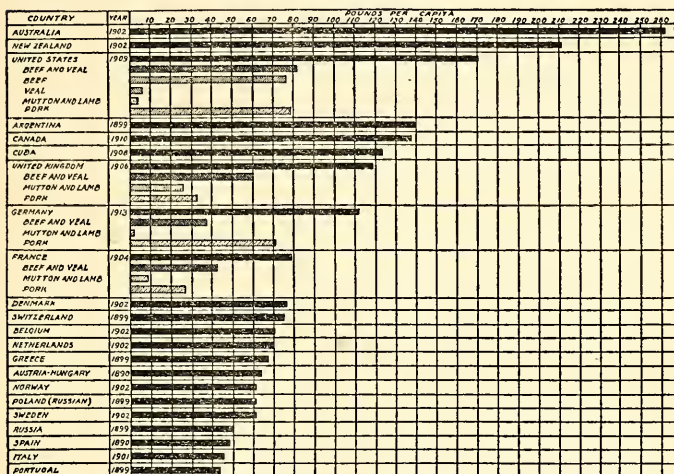 COUNTRY YEAR POUNDS PER CAPITA
10 20 30 40 50 60 70 80 90 100 110 120 130 140 150 160 170 180 190 200 210 220 230 240 250 260
AUSTRALIA 1902
NEW ZEALAND 1902
UNITED STATES 1909
BEEF AND VEAL
BEEF
VEAL
MUTTON AND LAMB
PORK
ARGENTINA 1899
CANADA 1910
CUBA 1908
UNITED KINGDOM 1906
BEEF AND VEAL
MUTTON AND LAMB
PORK
GERMANY 1913
BEEF AND VEAL
MUTTON AND LAMB
PORK
FRANCE 1904
BEEF AND VEAL
MUTTON AND LAMB
PORK
DENMARK 1902
SWITZERLAND 1899
BELGIUM 1902
NETHERLANDS 1902
GREECE 1899
AUSTRIA-HUNGARY 1890
NORWAY 1902
POLAND (RUSSIAN) 1899
SWEDEN 1902
RUSSIA 1899
SPAIN 1890
ITALY 1901
PORTUGAL 1899